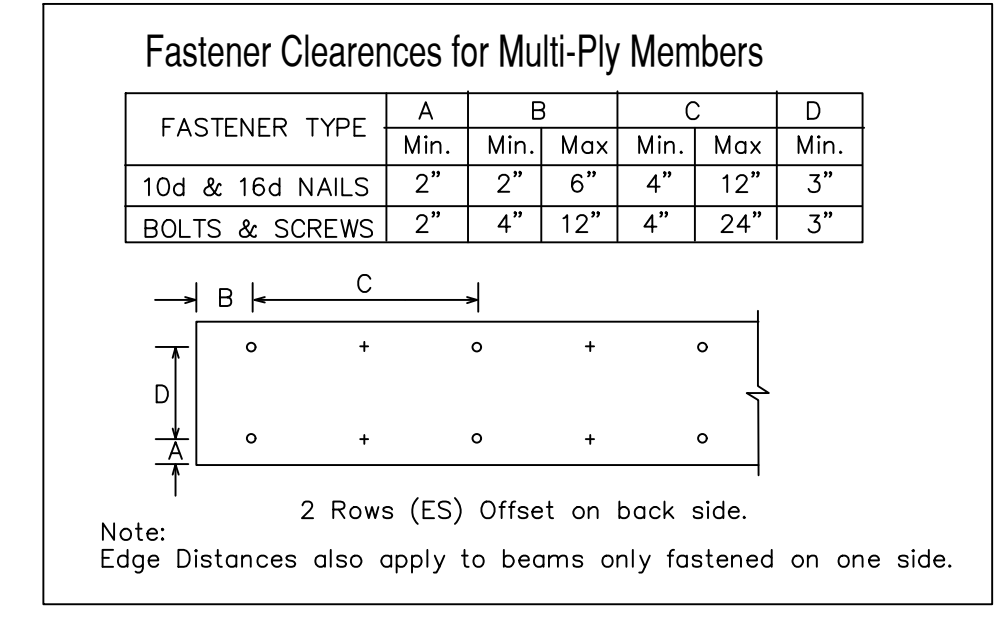 Fastener Clearences for Multi-Ply Members
FASTENER TYPE A B C D
Min. Min. Max Min. Max Min.
10d & 16d NAILS 2" 2" 6" 4" 12" 3"
BOLTS & SCREWS 2" 4" 12" 4" 24" 3"
B C
D
A
2 Rows (ES) Offset on back side.
Note:
Edge Distances also apply to beams only fastened on one side.